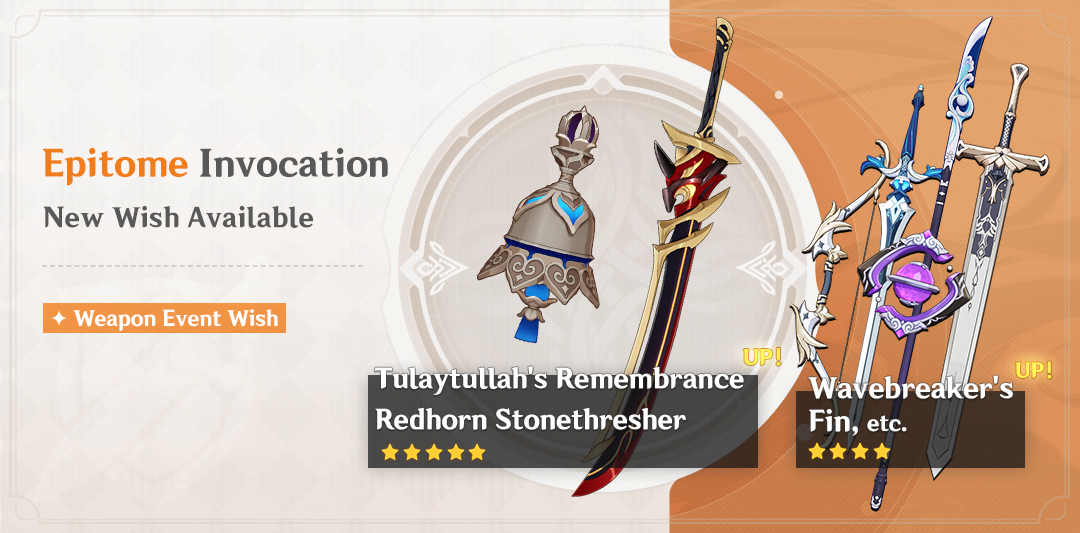 Epitome Invocation
New Wish Available
✦ Weapon Event Wish
UP!
Tulaytullah's Remembrance
Redhorn Stonethresher
UP!
Wavebreaker's
Fin, etc.